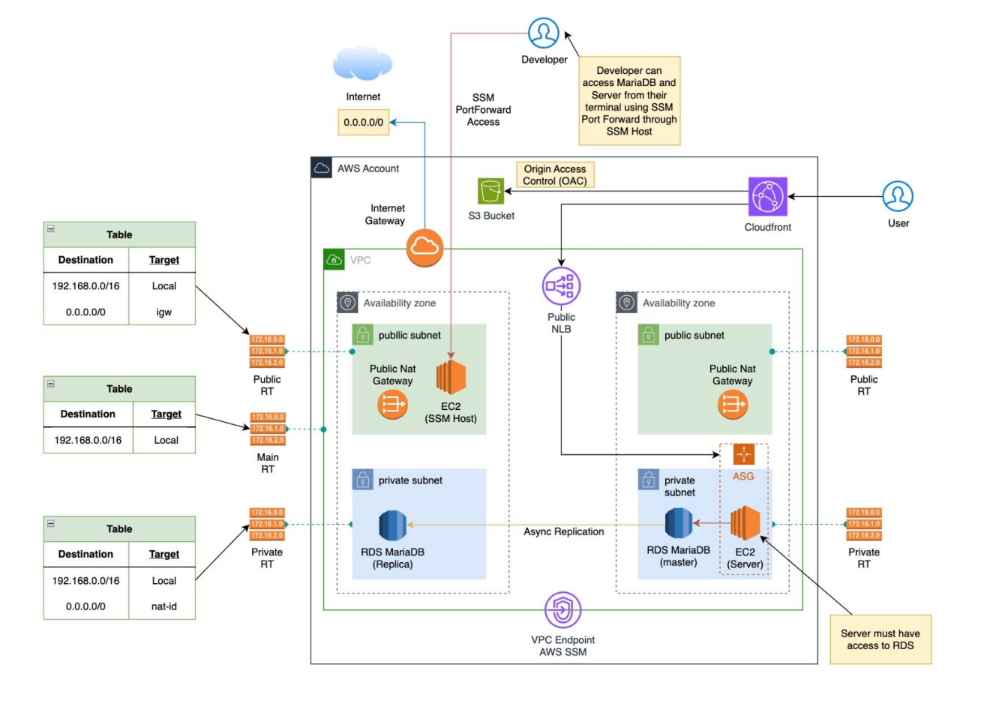 Developer
Developer can
access MariaDB and
Server from their
terminal using SSM
Port Forward through
SSM Host
Internet
0.0.0.0/0
SSM
PortForward
Access
AWS Account
Origin Access
Control (OAC)
S3 Bucket
Cloudfront
User
Internet
Gateway
VPC
Table
Destination
Target
192.168.0.0/16
Local
0.0.0.0/0
igw
172.16.0.0
172.16.1.0
172.16.2.0
Public
RT
Table
Destination
Target
192.168.0.0/16
Local
172.16.0.0
172.16.1.0
172.16.2.0
Main
RT
Table
Destination
Target
192.168.0.0/16
Local
0.0.0.0/0
nat-id
172.16.0.0
172.16.1.0
172.16.2.0
Private
RT
Availability zone
publlic subnet
Public Nat
Gateway
EC2
(SSM Host)
private subnet
RDS MariaDB
(Replica)
Public
NLB
Async Replication
Availability zone
public subnet
Public Nat
Gateway
ASG
private
subnet
RDS MariaDB
(master)
EC2
(Server)
172.16.0.0
172.16.1.0
172.16.2.0
Public
RT
172.16.0.0
172.16.1.0
172.16.2.0
Private
RT
VPC Endpoint
AWS SSM
Server must have
access to RDS